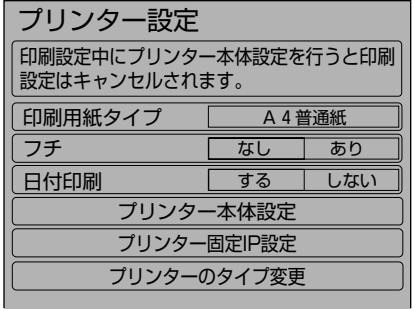 プリンター設定
印刷設定中にプリンター本体設定を行うと印刷
設定はキャンセルされます。
印刷用紙タイプ A4普通紙
フチ なし あり
日付印刷 する しない
プリンター本体設定
プリンター固定IP設定
プリンターのタイプ変更